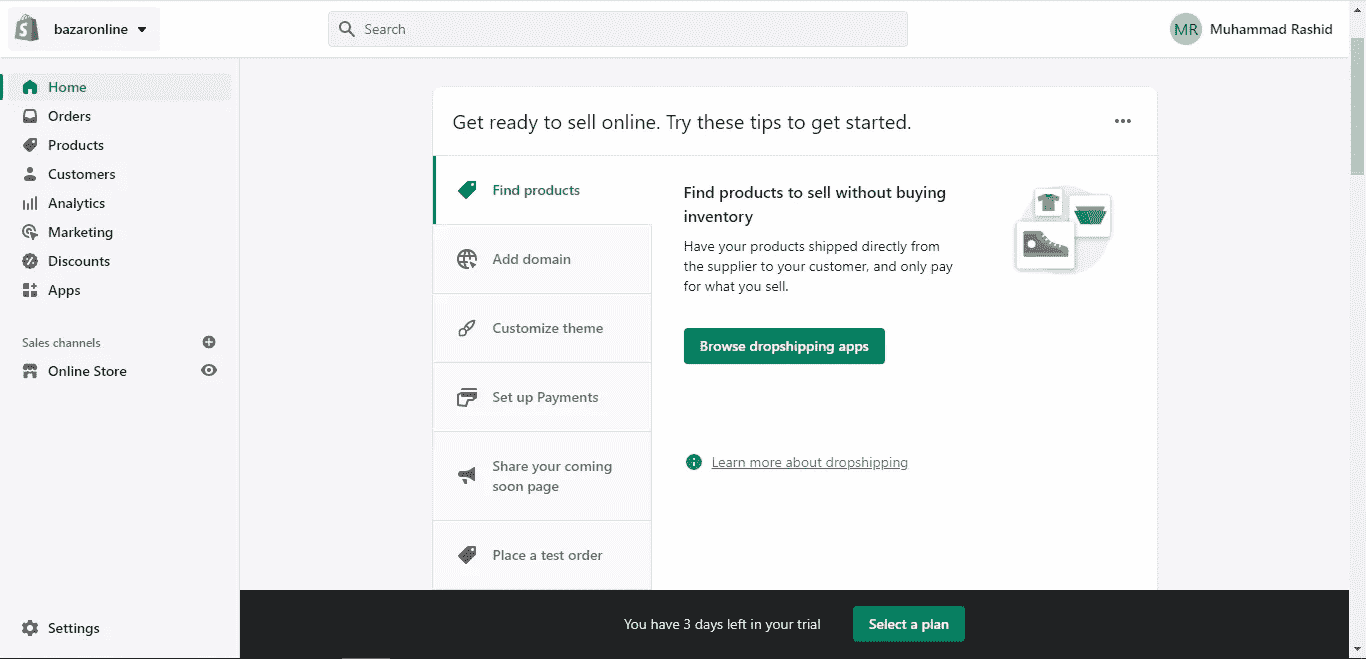 bazaronline
Search
MR
Muhammad Rashid
Home
Orders
Products
Customers
Analytics
Marketing
Discounts
Apps
Sales channels
Online Store
Settings
Get ready to sell online. Try these tips to get started.
Find products
Add domain
Customize theme
Set up Payments
Share your coming
soon page
Place a test order
Find products to sell without buying
inventory
Have your products shipped directly from
the supplier to your customer, and only pay
for what you sell.
Browse dropshipping apps
Learn more about dropshipping
You have 3 days left in your trial
Select a plan